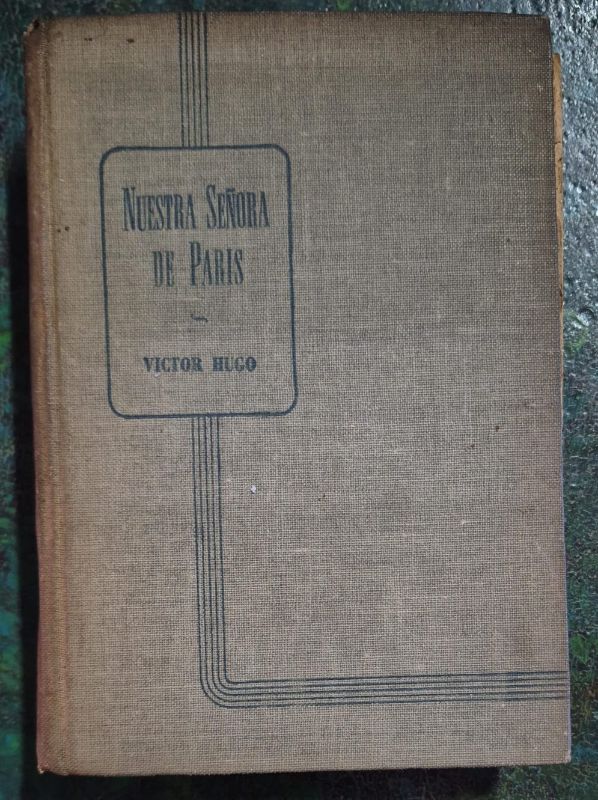 NUESTRA SEÑORA
DE PARIS
VICTOR HUGO